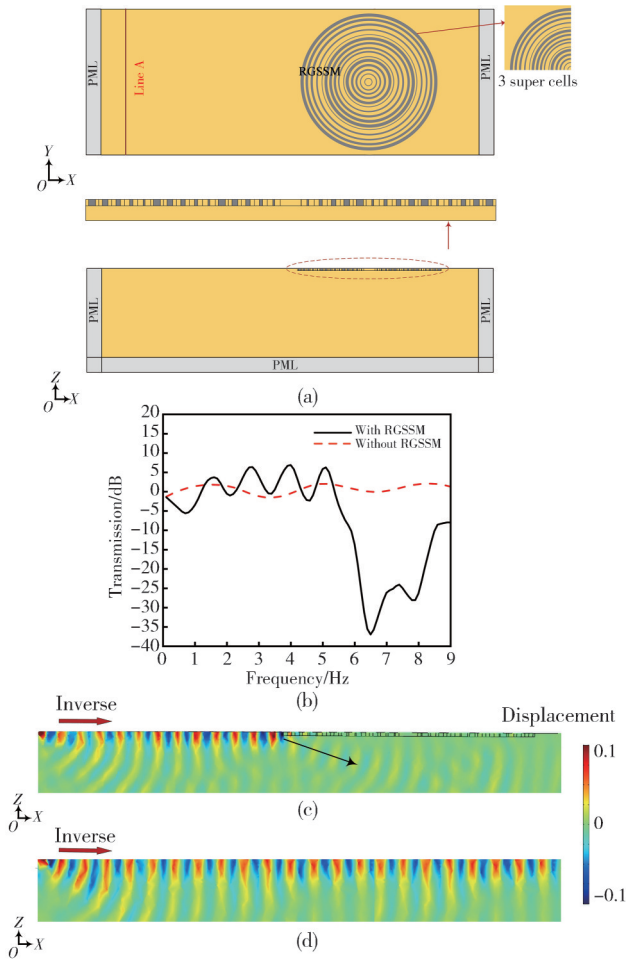 PML
Line A
RGSSM
PML
3 super cells
Y
O X
PML
PML
PML
Z
O X
(a)
20
15
10
5
0
−5
−10
−15
−20
−25
−30
−35
−40
Transmission/dB
With RGSSM
Without RGSSM
0 1 2 3 4 5 6 7 8 9
Frequency/Hz
(b)
Inverse
Displacement
0.1
0
−0.1
Z
O X
(c)
Inverse
Z
O X
(d)